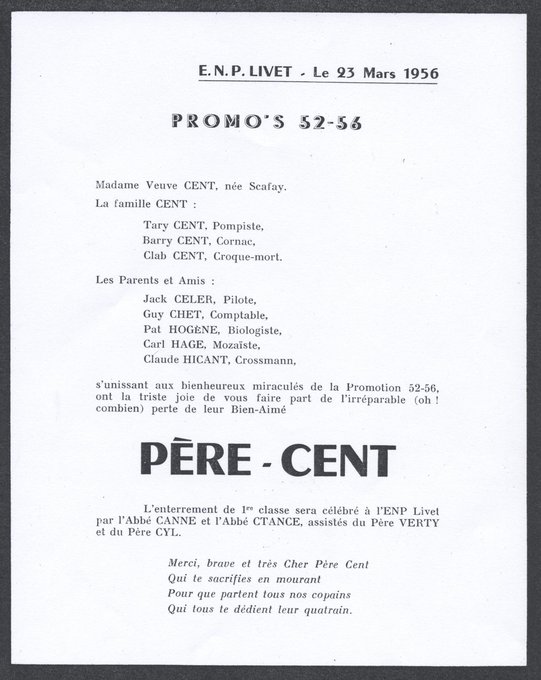 E.N.P. LIVET - Le 23 Mars 1956
PROMO'S 52-56
Madame Veuve CENT, née Scafay.
La famille CENT :
Tary CENT, Pompiste,
Barry CENT, Cornac,
Clab CENT, Croque-mort.
Les Parents et Amis :
Jack CELER, Pilote,
Guy CHET, Comptable,
Pat HOGÈNE, Biologiste,
Carl HAGE, Mozaïste,
Claude HICANT, Crossmann,
s'unissant aux bienheureux miraculés de la Promotion 52-56,
ont la triste joie de vous faire part de l'irréparable (oh !
combien) perte de leur Bien-Aimé
PÈRE - CENT
L'enterrement de 1re classe sera célébré à l'ENP Livet
par l'Abbé CANNE et l'Abbé CTANCE, assistés du Père VERTY
et du Père CYL.
Merci, brave et très Cher Père Cent
Qui te sacrifies en mourant
Pour que partent tous nos copains
Qui tous te dédient leur quatrain.